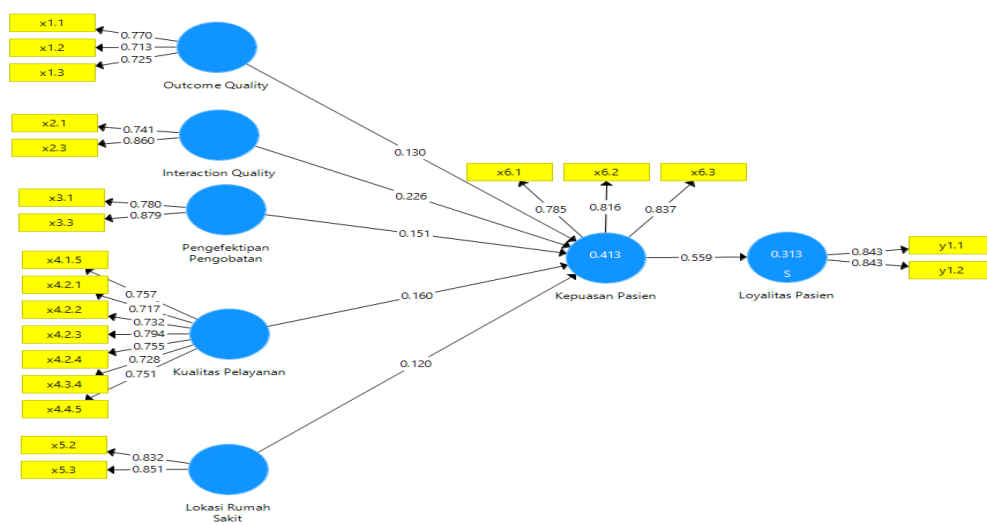 x1.1
x1.2
x1.3
0.770
0.713
0.725
Outcome Quality
x2.1
x2.3
0.741
0.860
Interaction Quality
x3.1
x3.3
0.780
0.879
Pengefektipan
Pengobatan
x4.1.5
x4.2.1
x4.2.2
x4.2.3
x4.2.4
x4.3.4
x4.4.5
0.757
0.717
0.732
0.794
0.755
0.728
0.751
Kualitas Pelayanan
x5.2
x5.3
0.832
0.851
Lokasi Rumah
Sakit
0.130
0.226
0.151
0.160
0.120
x6.1
x6.2
x6.3
0.785
0.816
0.837
0.413
Kepuasan Pasien
0.559
0.313
S
Loyalitas Pasien
0.843
0.843
y1.1
y1.2